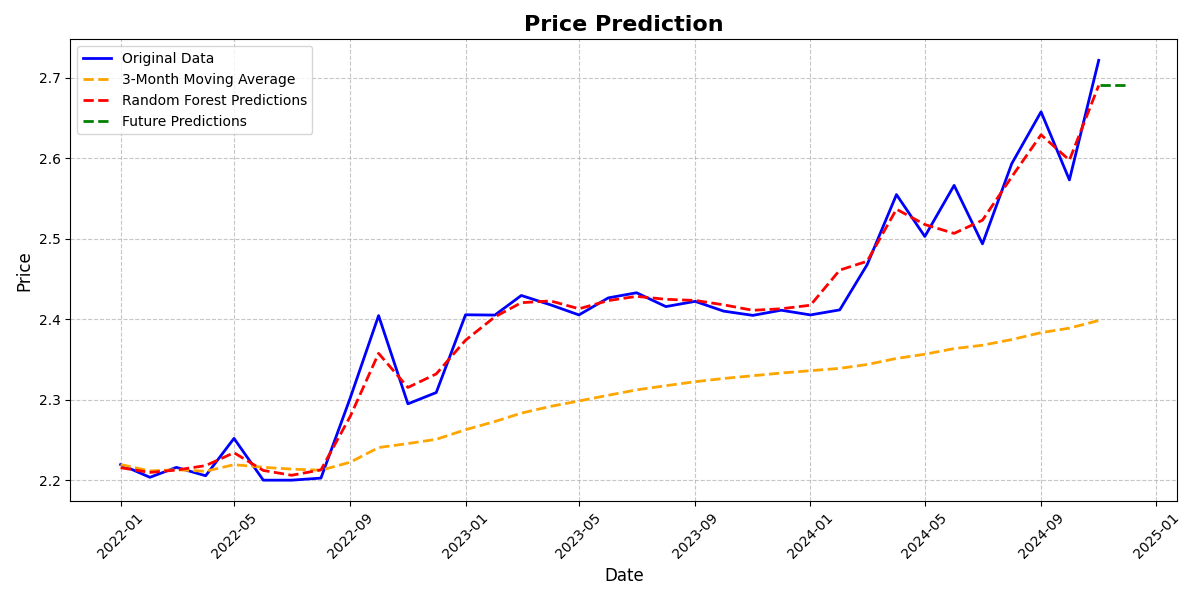 Price Prediction
Original Data
3-Month Moving Average
Random Forest Predictions
Future Predictions
Price
2.7
2.6
2.5
2.4
2.3
2.2
2022-01
2022-05
2022-09
2023-01
2023-05
2023-09
2024-01
2024-05
2024-09
2025-01
Date